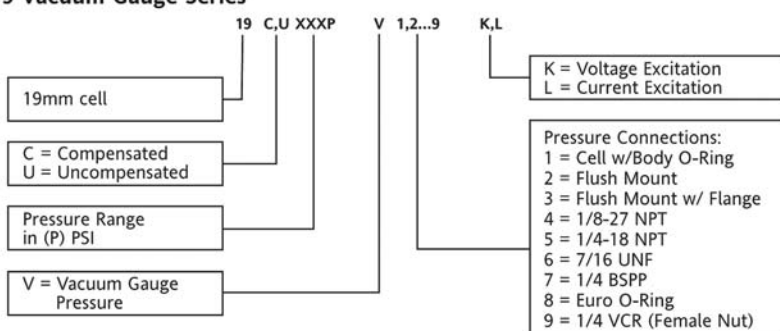 19 Vacuum Gauge Series
19 C,U XXXP V 1,2...9 K,L
19mm cell
C = Compensated
U = Uncompensated
Pressure Range
in (P) PSI
V = Vacuum Gauge
Pressure
K = Voltage Excitation
L = Current Excitation
Pressure Connections:
1 = Cell w/Body O-Ring
2 = Flush Mount
3 = Flush Mount w/ Flange
4 = 1/8-27 NPT
5 = 1/4-18 NPT
6 = 7/16 UNF
7 = 1/4 BSPP
8 = Euro O-Ring
9 = 1/4 VCR (Female Nut)